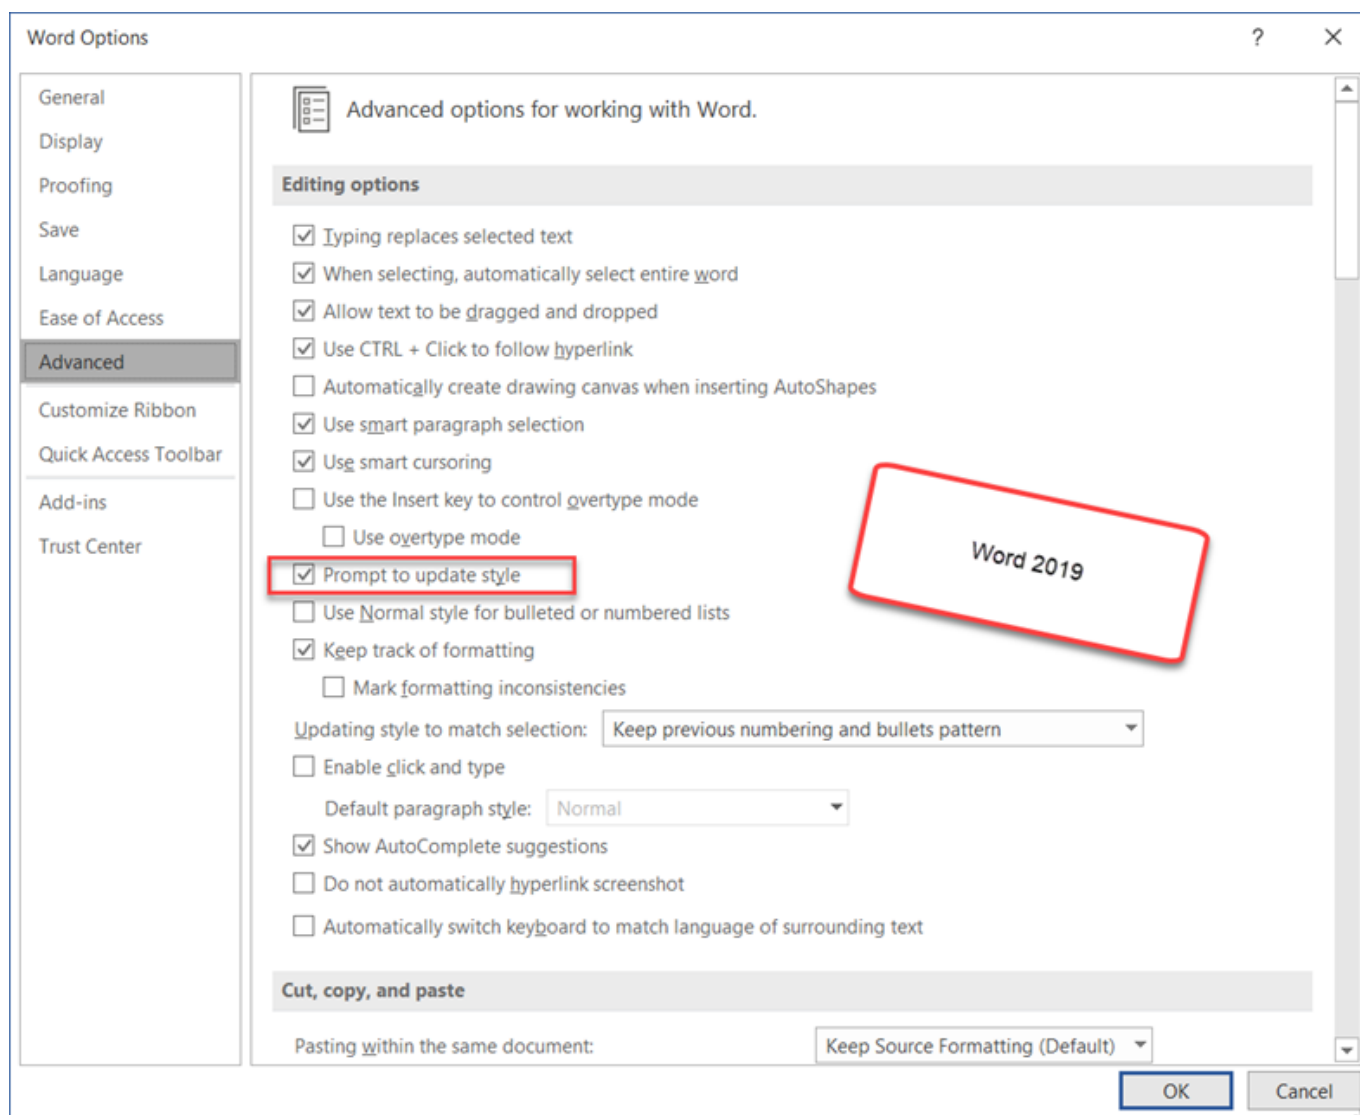 Word Options
?
General
Display
Proofing
Save
Language
Ease of Access
Advanced
Customize Ribbon
Quick Access Toolbar
Add-ins
Trust Center
Advanced options for working with Word.
Editing options
Typing replaces selected text
When selecting, automatically select entire word
Allow text to be dragged and dropped
Use CTRL + Click to follow hyperlink
Automatically create drawing canvas when inserting AutoShapes
Use smart paragraph selection
Use smart cursoring
Use the Insert key to control overtype mode
Use overtype mode
Prompt to update style
Use Normal style for bulleted or numbered lists
Keep track of formatting
Mark formatting inconsistencies
Updating style to match selection: Keep previous numbering and bullets pattern
Enable click and type
Default paragraph style: Normal
Show AutoComplete suggestions
Do not automatically hyperlink screenshot
Automatically switch keyboard to match language of surrounding text
Word 2019
Cut, copy, and paste
Pasting within the same document: Keep Source Formatting (Default)
OK Cancel